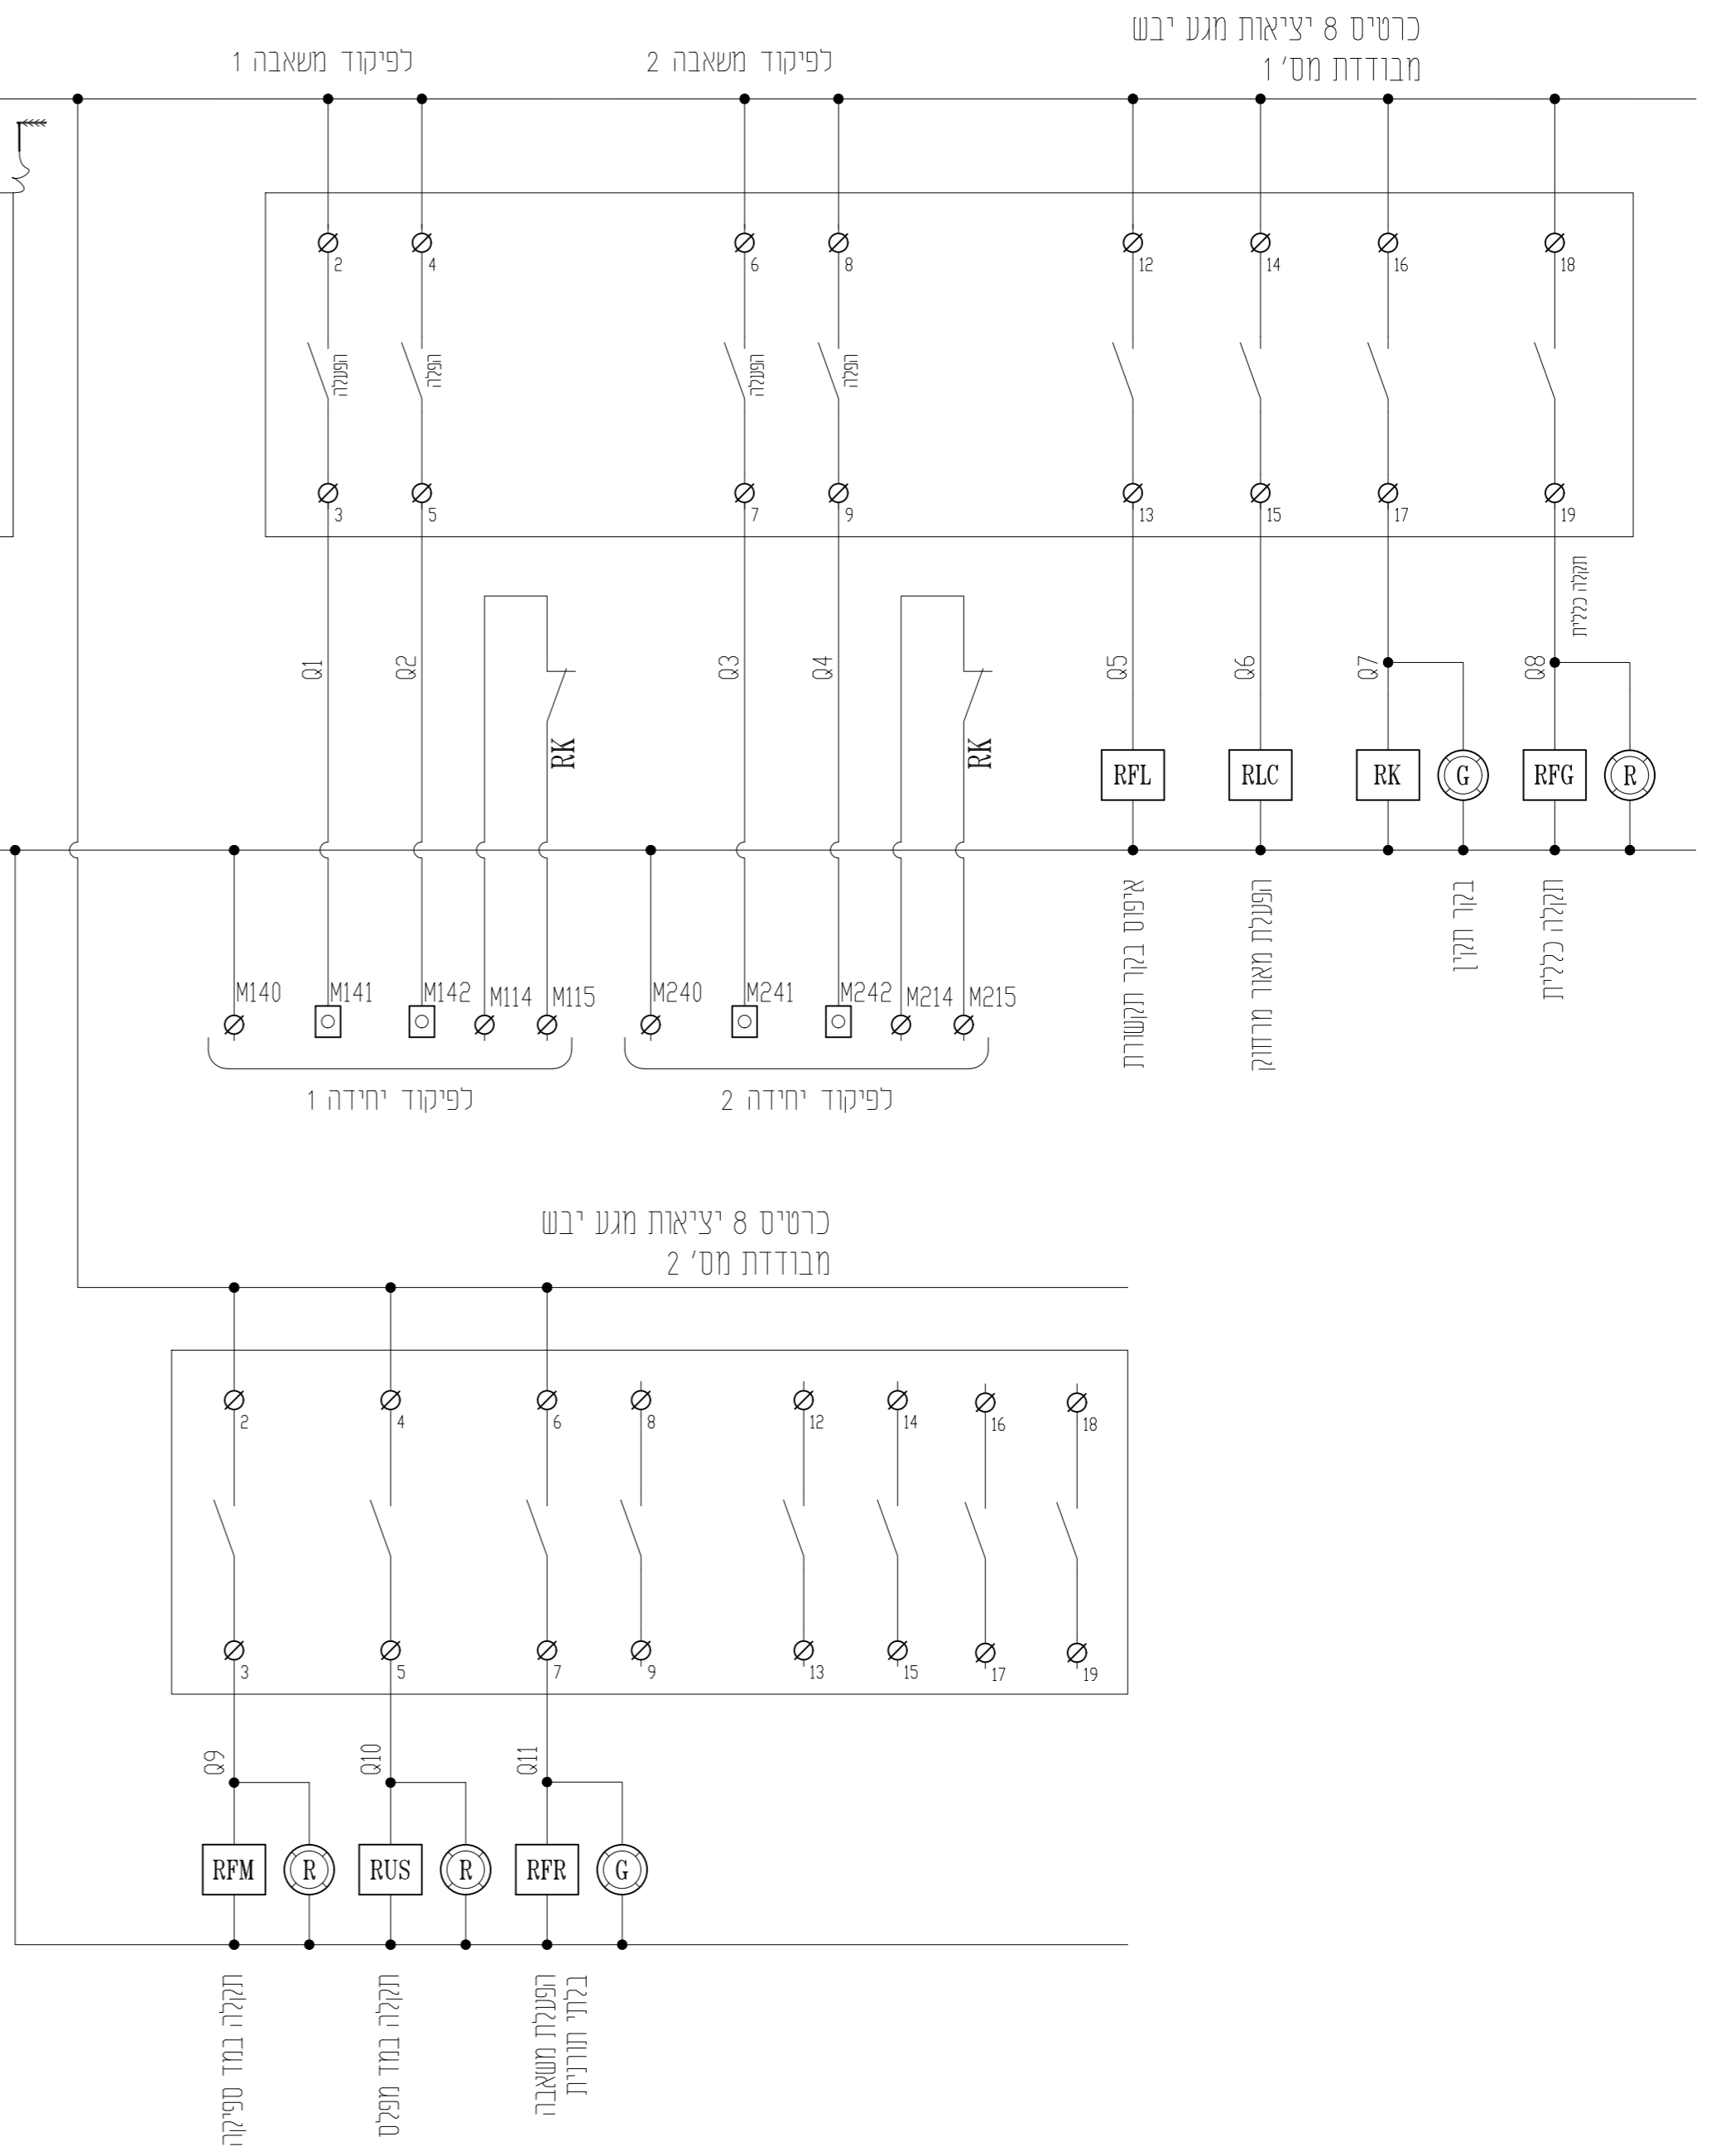 כרטיס 8 יציאות מגע יבש
מבודדת מס' 1
לפיקוד משאבה 1
לפיקוד משאבה 2
2
4
6
8
12
14
16
18
הפעלה
הפלה
הפעלה
הפלה
3
5
7
9
13
15
17
19
תקלה כללית
Q1
Q2
Q3
Q4
Q5
Q6
Q7
Q8
RK
RK
RFL
RLC
RK
G
RFG
R
איפוס בקר תקשורת
הפעלת מאור מרחוק
בקר תקין
תקלה כללית
M140
M141
M142
M114
M115
M240
M241
M242
M214
M215
לפיקוד יחידה 1
לפיקוד יחידה 2
כרטיס 8 יציאות מגע יבש
מבודדת מס' 2
2
4
6
8
12
14
16
18
3
5
7
9
13
15
17
19
Q9
Q10
Q11
RFM
R
RUS
R
RFR
G
תקלה במד ספיקה
תקלה במד מפלס
הפעלת משאבה
בלתי תורנית